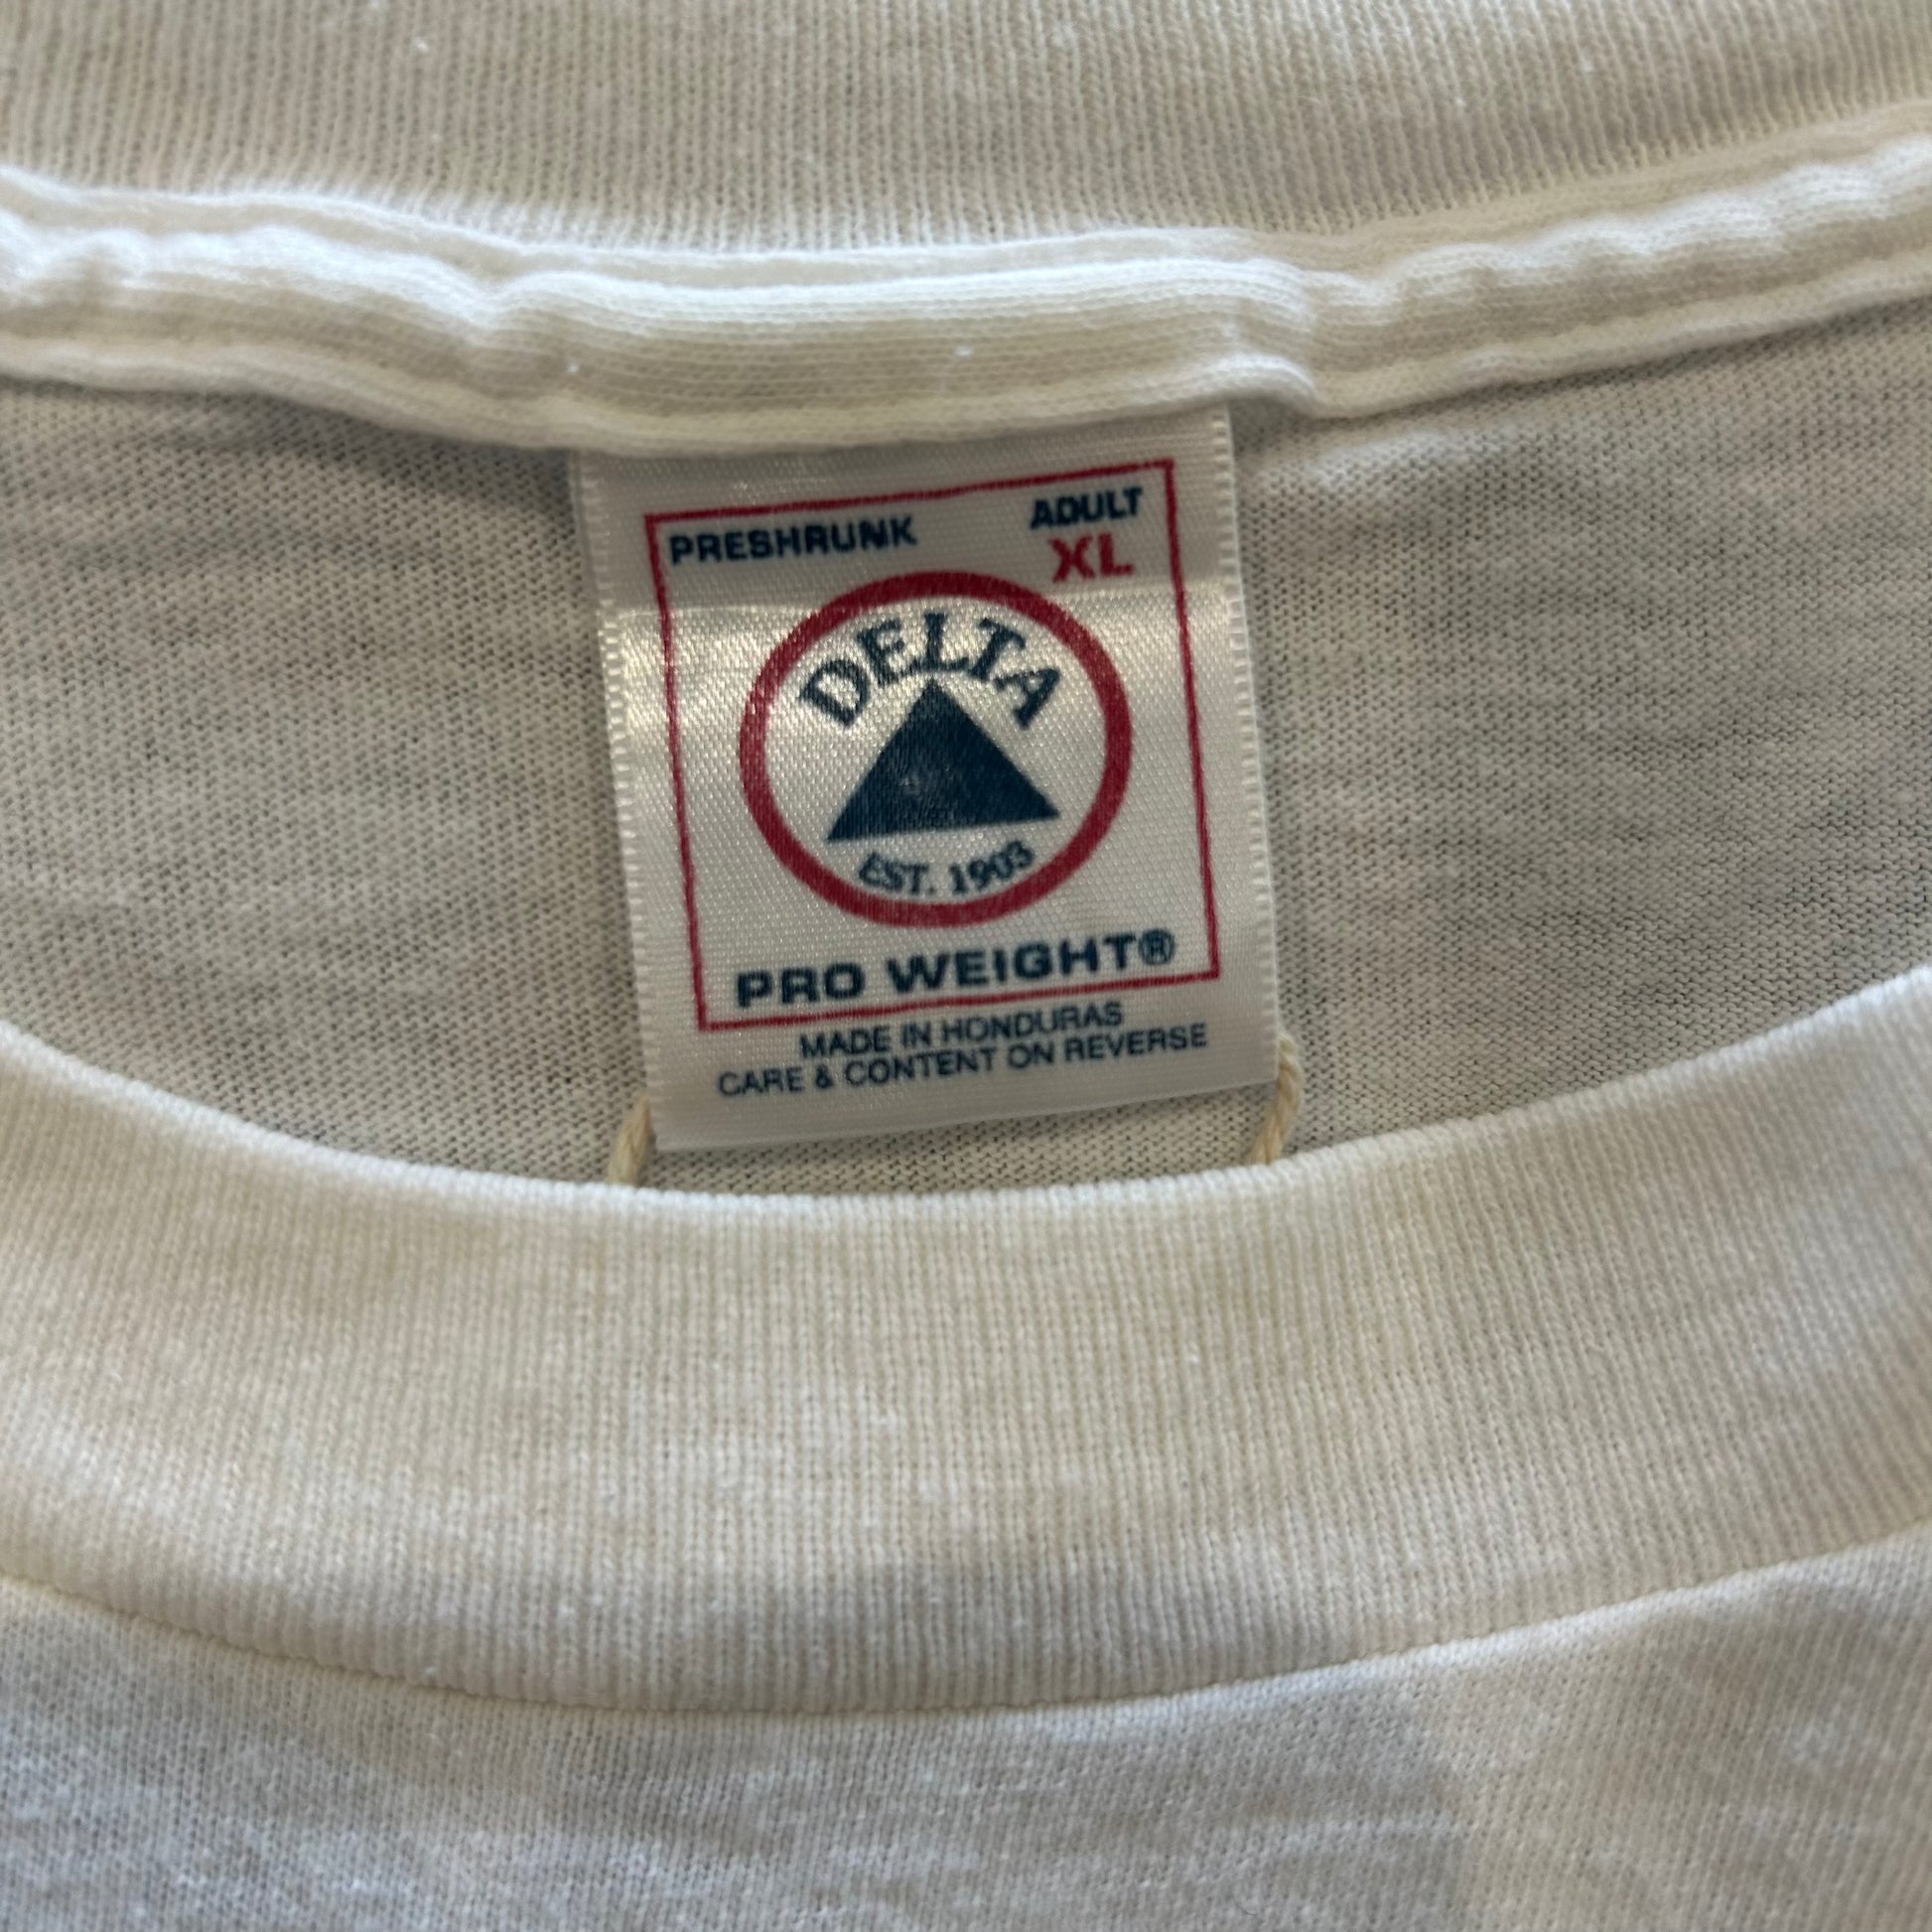 PRESHRUNK
ADULT
XL
DELTA
EST. 1903
PRO WEIGHT®
MADE IN HONDURAS
CARE & CONTENT ON REVERSE